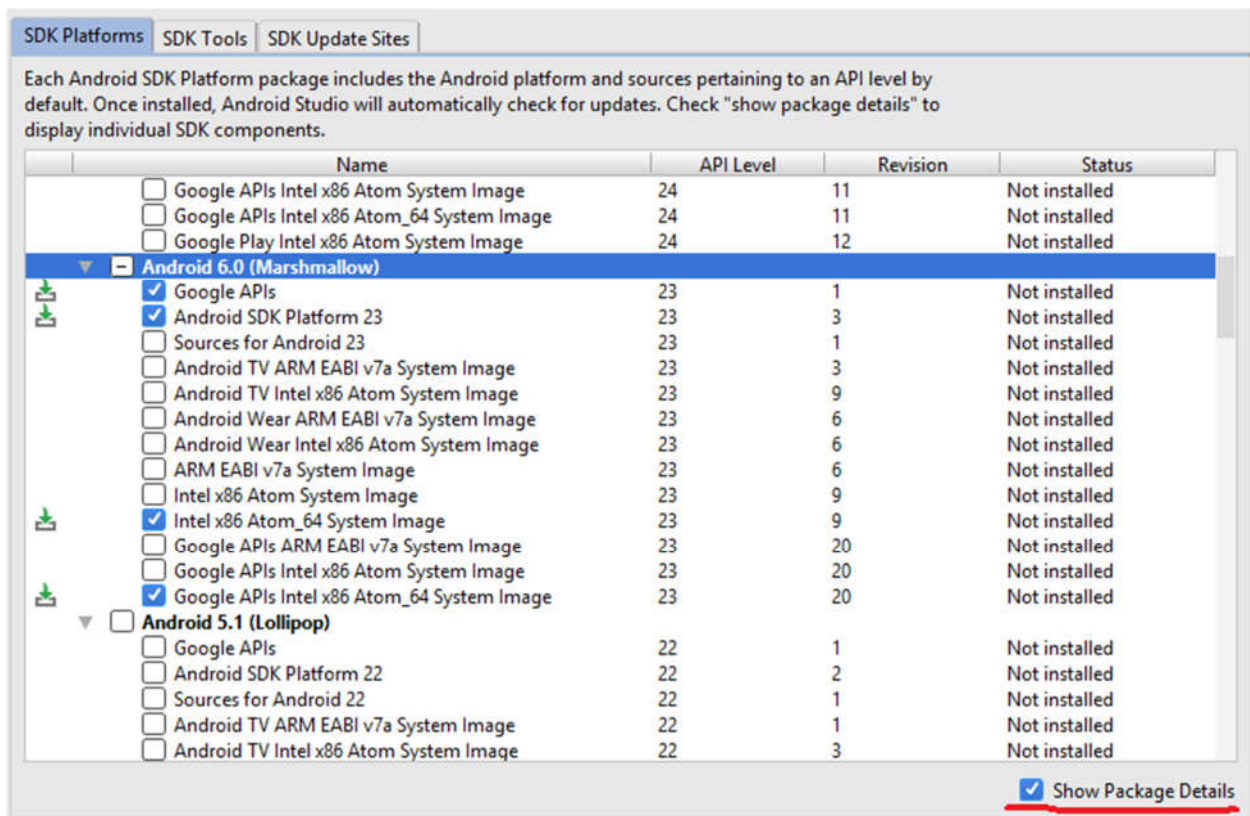 SDK Platforms SDK Tools SDK Update Sites
Each Android SDK Platform package includes the Android platform and sources pertaining to an API level by
default. Once installed, Android Studio will automatically check for updates. Check "show package details" to
display individual SDK components.
Name API Level Revision Status
Google APIs Intel x86 Atom System Image 24 11 Not installed
Google APIs Intel x86 Atom_64 System Image 24 11 Not installed
Google Play Intel x86 Atom System Image 24 12 Not installed
Android 6.0 (Marshmallow)
Google APIs 23 1 Not installed
Android SDK Platform 23 23 3 Not installed
Sources for Android 23 23 1 Not installed
Android TV ARM EABI v7a System Image 23 3 Not installed
Android TV Intel x86 Atom System Image 23 9 Not installed
Android Wear ARM EABI v7a System Image 23 6 Not installed
Android Wear Intel x86 Atom System Image 23 6 Not installed
ARM EABI v7a System Image 23 6 Not installed
Intel x86 Atom System Image 23 9 Not installed
Intel x86 Atom_64 System Image 23 9 Not installed
Google APIs ARM EABI v7a System Image 23 20 Not installed
Google APIs Intel x86 Atom System Image 23 20 Not installed
Google APIs Intel x86 Atom_64 System Image 23 20 Not installed
Android 5.1 (Lollipop)
Google APIs 22 1 Not installed
Android SDK Platform 22 22 2 Not installed
Sources for Android 22 22 1 Not installed
Android TV ARM EABI v7a System Image 22 1 Not installed
Android TV Intel x86 Atom System Image 22 3 Not installed
Show Package Details